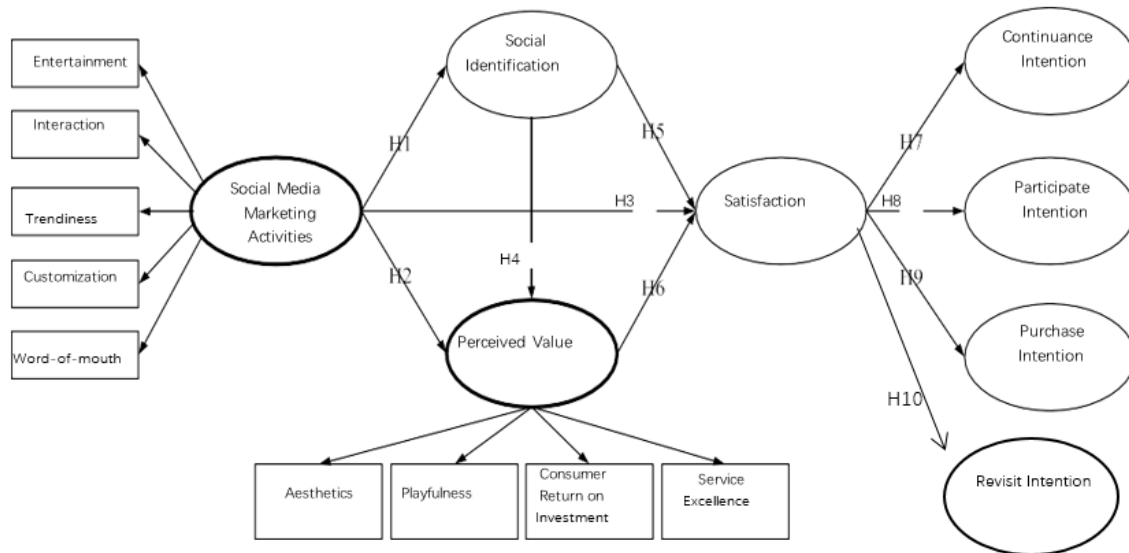 Entertainment
Interaction
Trendiness
Customization
Word-of-mouth
Social Media
Marketing
Activities
H1
H2
Social
Identification
H3
H4
Perceived Value
H5
H6
Aesthetics
Playfulness
Consumer
Return on
Investment
Service
Excellence
Satisfaction
H7
H8
H9
H10
Continuance
Intention
Participate
Intention
Purchase
Intention
Revisit Intention